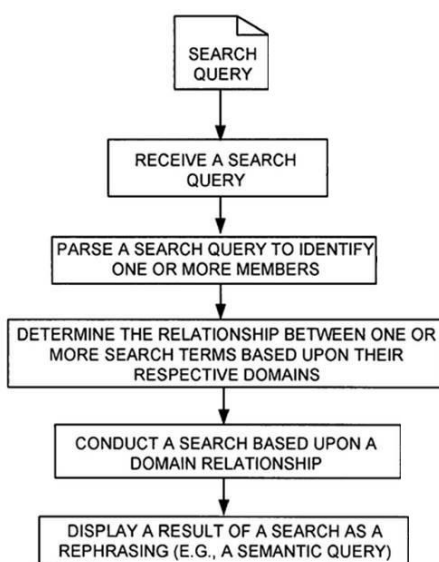 SEARCH
QUERY
RECEIVE A SEARCH
QUERY
PARSE A SEARCH QUERY TO IDENTIFY
ONE OR MORE MEMBERS
DETERMINE THE RELATIONSHIP BETWEEN ONE OR
MORE SEARCH TERMS BASED UPON THEIR
RESPECTIVE DOMAINS
CONDUCT A SEARCH BASED UPON A
DOMAIN RELATIONSHIP
DISPLAY A RESULT OF A SEARCH AS A
REPHRASING (E.G., A SEMANTIC QUERY)